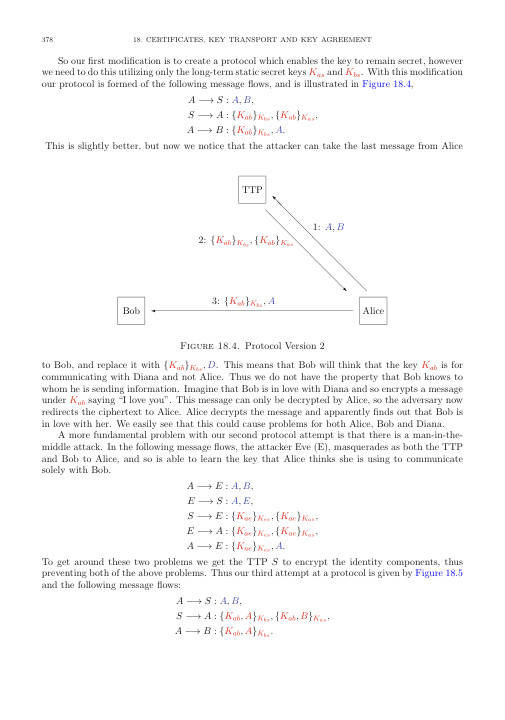 378 18. CERTIFICATES, KEY TRANSPORT AND KEY AGREEMENT
So our first modification is to create a protocol which enables the key to remain secret, however
we need to do this utilizing only the long-term static secret keys K_{as} and K_{bs}. With this modification
our protocol is formed of the following message flows, and is illustrated in Figure 18.4,
A ⟶ S : A, B,
S ⟶ A : {K_{ab}}_{K_{bs}}, {K_{ab}}_{K_{as}},
A ⟶ B : {K_{ab}}_{K_{bs}}, A.
This is slightly better, but now we notice that the attacker can take the last message from Alice
TTP
1: A, B
2: {K_{ab}}_{K_{bs}}, {K_{ab}}_{K_{as}}
3: {K_{ab}}_{K_{bs}}, A
Bob
Alice
FIGURE 18.4. Protocol Version 2
to Bob, and replace it with {K_{ab}}_{K_{bs}}, D. This means that Bob will think that the key K_{ab} is for
communicating with Diana and not Alice. Thus we do not have the property that Bob knows to
whom he is sending information. Imagine that Bob is in love with Diana and so encrypts a message
under K_{ab} saying “I love you”. This message can only be decrypted by Alice, so the adversary now
redirects the ciphertext to Alice. Alice decrypts the message and apparently finds out that Bob is
in love with her. We easily see that this could cause problems for both Alice, Bob and Diana.
A more fundamental problem with our second protocol attempt is that there is a man-in-the-
middle attack. In the following message flows, the attacker Eve (E), masquerades as both the TTP
and Bob to Alice, and so is able to learn the key that Alice thinks she is using to communicate
solely with Bob.
A ⟶ E : A, B,
E ⟶ S : A, E,
S ⟶ E : {K_{ae}}_{K_{es}}, {K_{ae}}_{K_{as}},
E ⟶ A : {K_{ae}}_{K_{es}}, {K_{ae}}_{K_{as}},
A ⟶ E : {K_{ae}}_{K_{es}}, A.
To get around these two problems we get the TTP S to encrypt the identity components, thus
preventing both of the above problems. Thus our third attempt at a protocol is given by Figure 18.5
and the following message flows:
A ⟶ S : A, B,
S ⟶ A : {K_{ab}, A}_{K_{bs}}, {K_{ab}, B}_{K_{as}},
A ⟶ B : {K_{ab}, A}_{K_{bs}}.